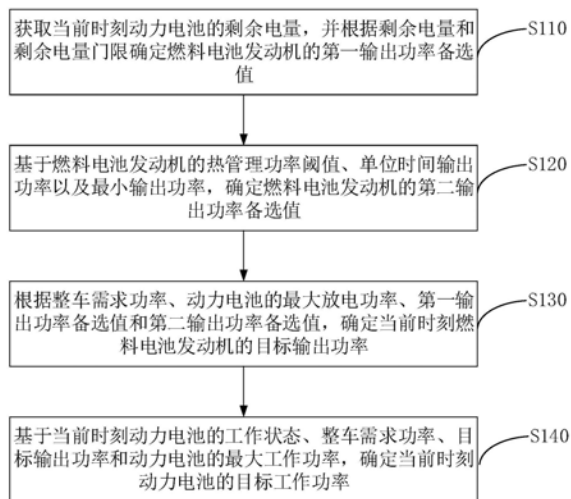 获取当前时刻动力电池的剩余电量，并根据剩余电量和
剩余电量门限确定燃料电池发动机的第一输出功率备选
值
S110
基于燃料电池发动机的热管理功率阈值、单位时间输出
功率以及最小输出功率，确定燃料电池发动机的第二输
出功率备选值
S120
根据整车需求功率、动力电池的最大放电功率、第一输
出功率备选值和第二输出功率备选值，确定当前时刻燃
料电池发动机的目标输出功率
S130
基于当前时刻动力电池的工作状态、整车需求功率、目
标输出功率和动力电池的最大工作功率，确定当前时刻
动力电池的目标工作功率
S140